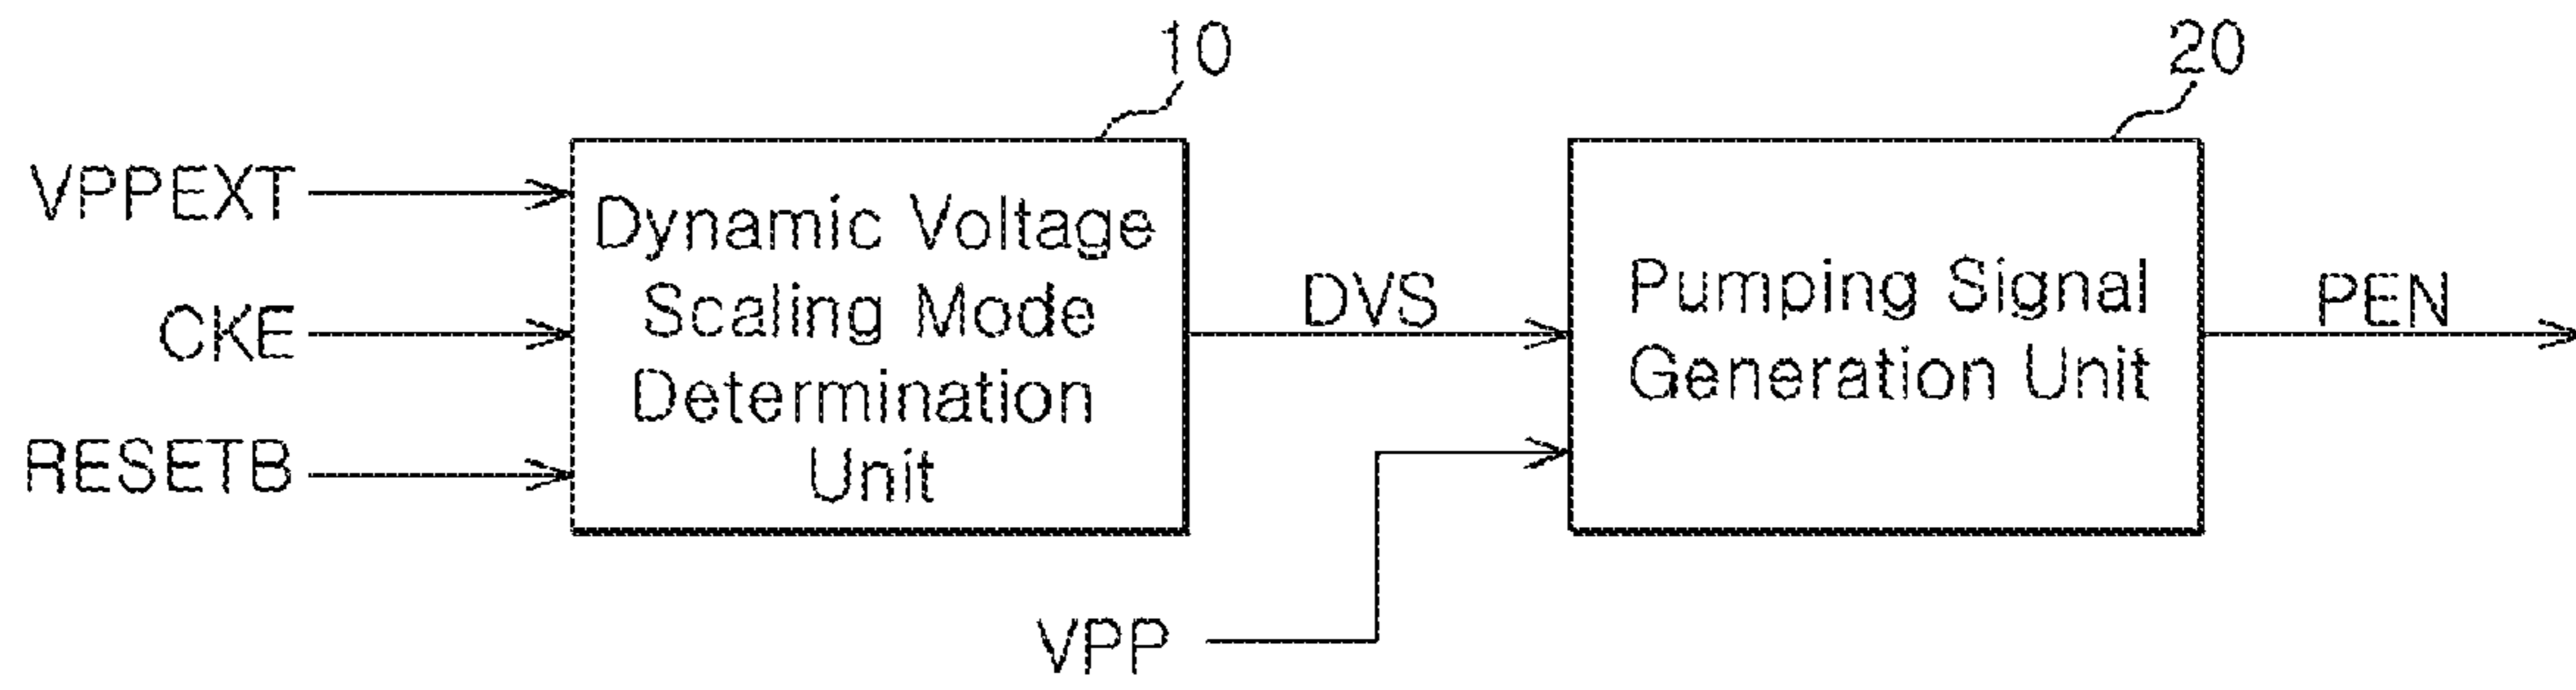 10
20
VPPEXT
CKE
RESETB
Dynamic Voltage
Scaling Mode
Determination
Unit
DVS
VPP
Pumping Signal
Generation Unit
PEN